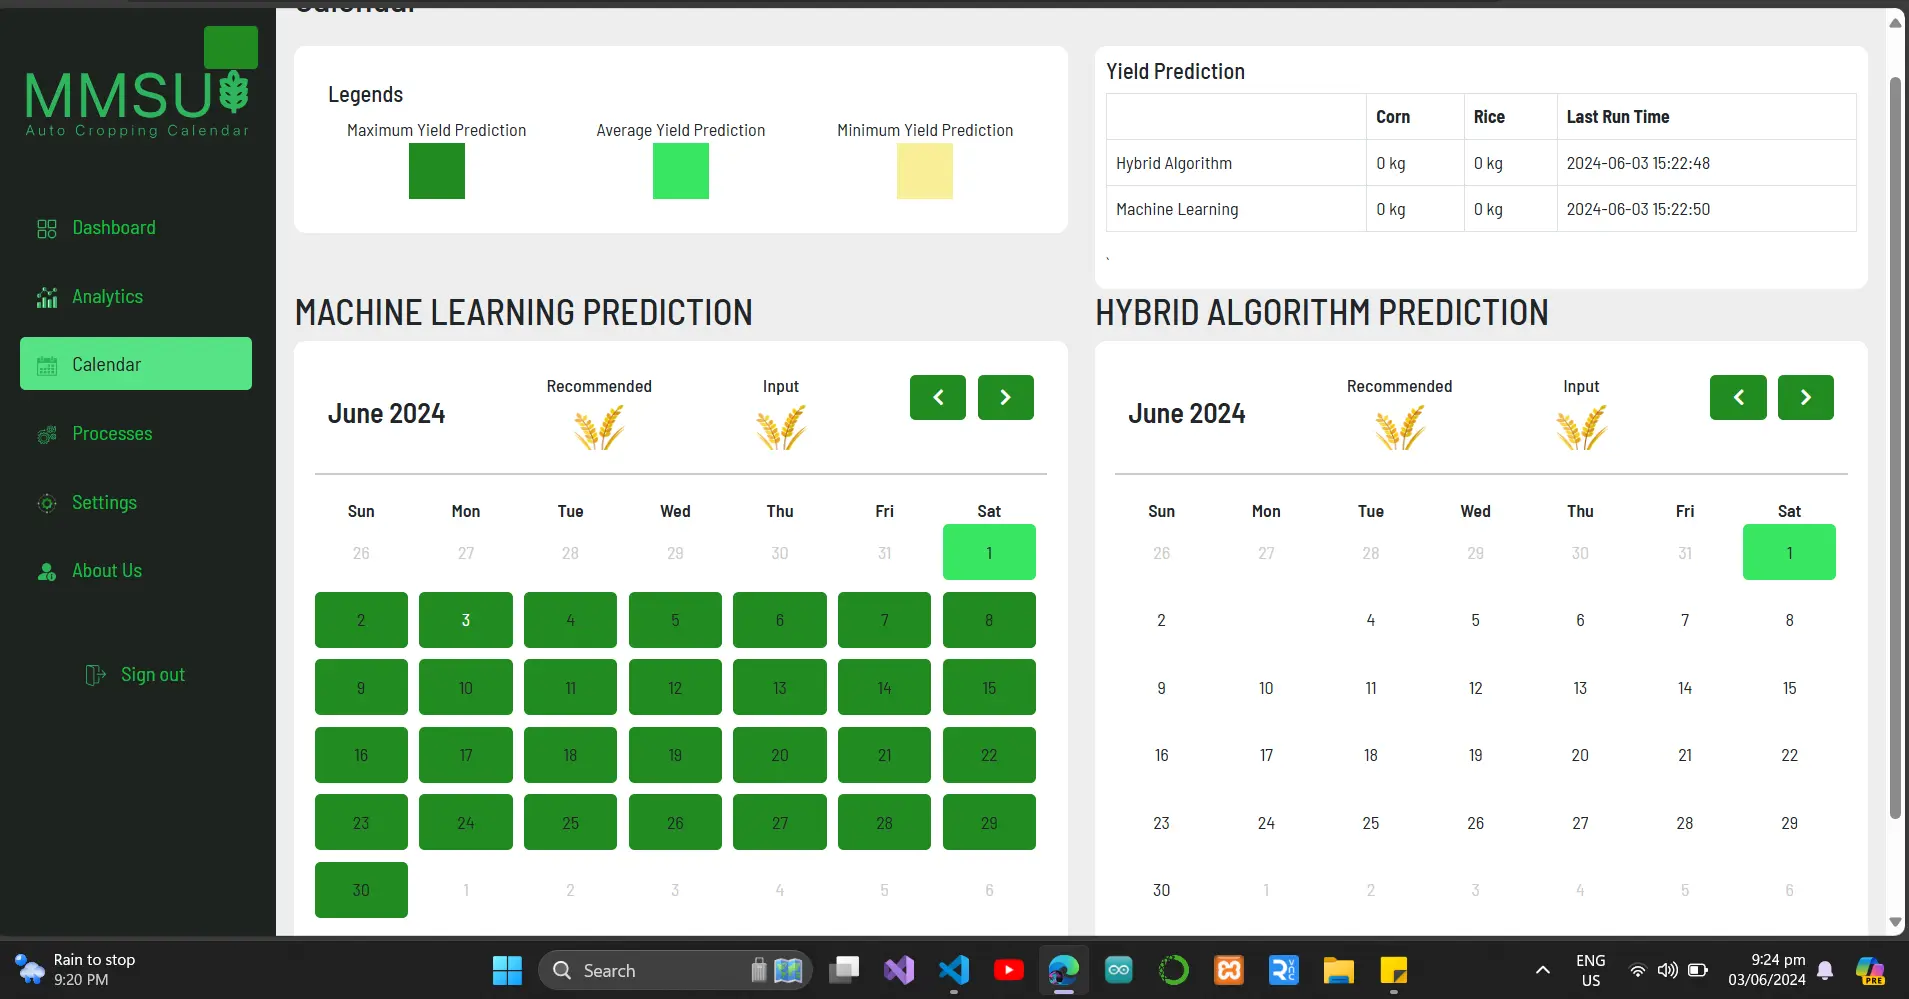 Calendar
MMSU
Auto Cropping Calendar
Dashboard
Analytics
Calendar
Processes
Settings
About Us
Sign out
Legends
Maximum Yield Prediction
Average Yield Prediction
Minimum Yield Prediction
Yield Prediction
Corn Rice Last Run Time
Hybrid Algorithm 0 kg 0 kg 2024-06-03 15:22:48
Machine Learning 0 kg 0 kg 2024-06-03 15:22:50
`
MACHINE LEARNING PREDICTION
June 2024
Recommended
Input
Sun Mon Tue Wed Thu Fri Sat
26 27 28 29 30 31 1
2 3 4 5 6 7 8
9 10 11 12 13 14 15
16 17 18 19 20 21 22
23 24 25 26 27 28 29
30 1 2 3 4 5 6
HYBRID ALGORITHM PREDICTION
June 2024
Recommended
Input
Sun Mon Tue Wed Thu Fri Sat
26 27 28 29 30 31 1
2 4 5 6 7 8
9 10 11 12 13 14 15
16 17 18 19 20 21 22
23 24 25 26 27 28 29
30 1 2 3 4 5 6
Rain to stop
9:20 PM
Search
ENG
US
9:24 pm
03/06/2024
PRE